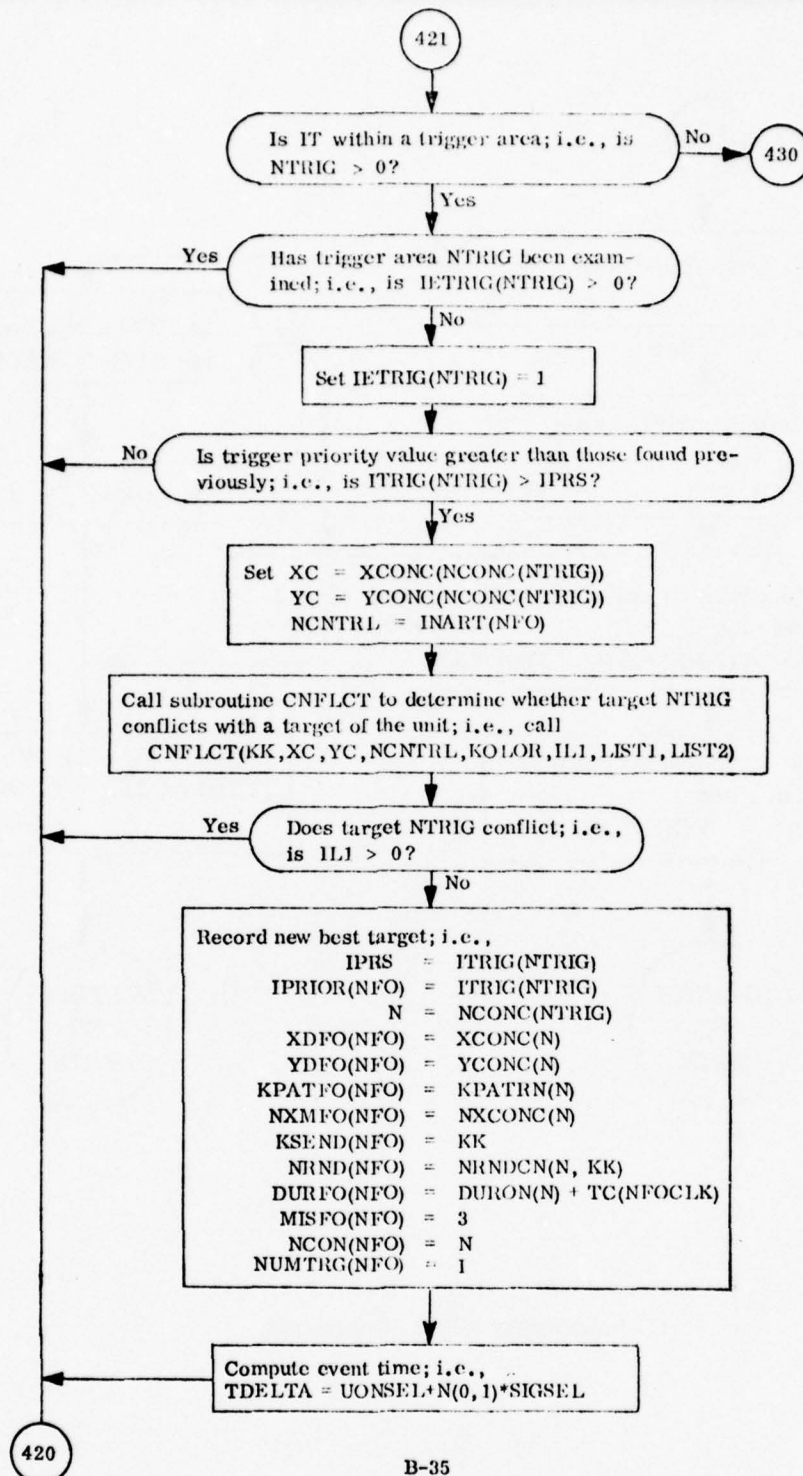 421
Is IT within a trigger area; i.e., is
NTRIG > 0?
No
430
Yes
Yes
Has trigger area NTRIG been exam-
ined; i.e., is IETRIG(NTRIG) > 0?
No
Set IETRIG(NTRIG) = 1
No
Is trigger priority value greater than those found pre-
viously; i.e., is ITRIG(NTRIG) > IPRS?
Yes
Set XC = XCONC(NCONC(NTRIG))
YC = YCONC(NCONC(NTRIG))
NCNTRL = INART(NFO)
Call subroutine CNFLCT to determine whether target NTRIG
conflicts with a target of the unit; i.e., call
CNFLCT(KK,XC,YC,NCNTRL,KOLOR,IL1,LIST1,LIST2)
Yes
Does target NTRIG conflict; i.e.,
is IL1 > 0?
No
Record new best target; i.e.,
IPRS = ITRIG(NTRIG)
IPRIOR(NFO) = ITRIG(NTRIG)
N = NCONC(NTRIG)
XDFO(NFO) = XCONC(N)
YDFO(NFO) = YCONC(N)
KPATFO(NFO) = KPATRN(N)
NXMFO(NFO) = NXCONC(N)
KSEND(NFO) = KK
NRND(NFO) = NRNDCN(N, KK)
DURFO(NFO) = DURON(N) + TC(NFOCLK)
MISFO(NFO) = 3
NCON(NFO) = N
NUMTRG(NFO) = 1
Compute event time; i.e.,
TDELTA = UONSEL+N(0,1)*SIGSEL
420
B-35